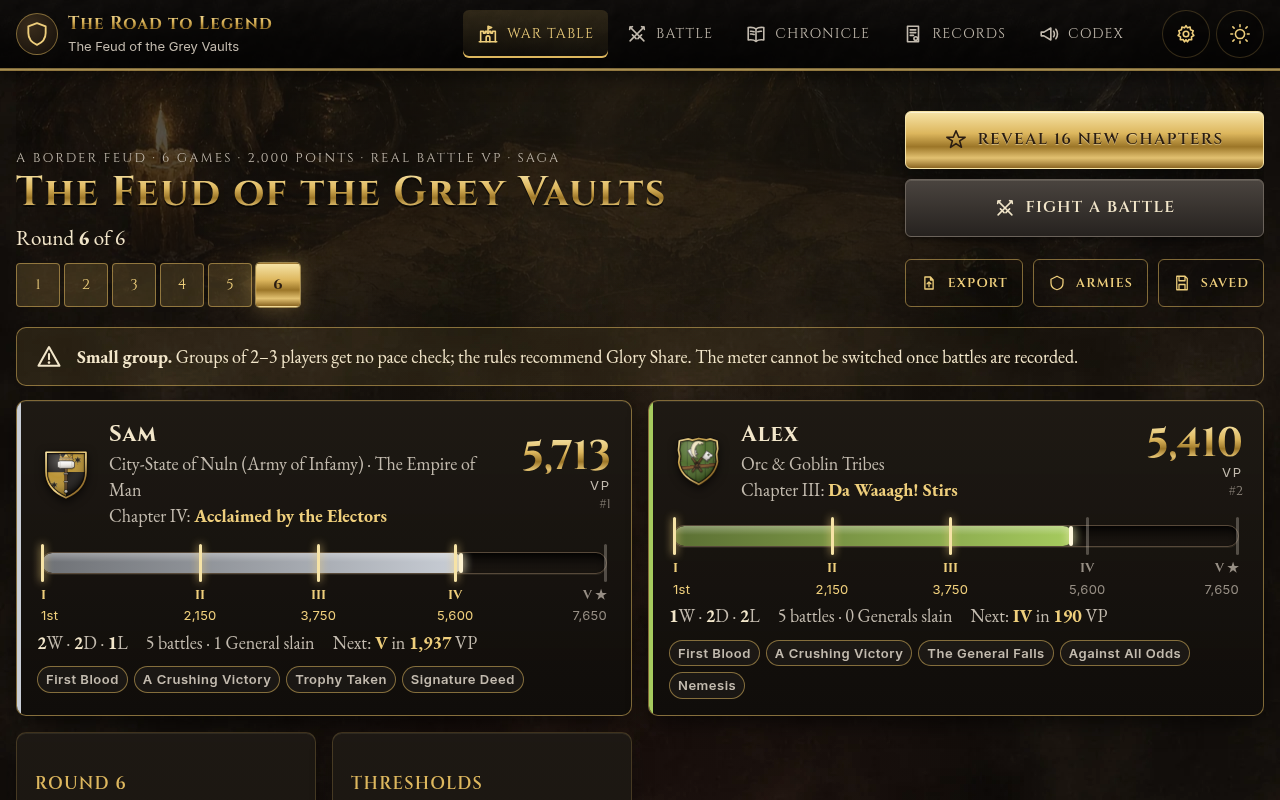 The Road to Legend
The Feud of the Grey Vaults
WAR TABLE
BATTLE
CHRONICLE
RECORDS
CODEX
A BORDER FEUD · 6 GAMES · 2,000 POINTS · REAL BATTLE VP · SAGA
The Feud of the Grey Vaults
Round 6 of 6
1 2 3 4 5 6
REVEAL 16 NEW CHAPTERS
FIGHT A BATTLE
EXPORT
ARMIES
SAVED
Small group. Groups of 2–3 players get no pace check; the rules recommend Glory Share. The meter cannot be switched once battles are recorded.
Sam
City-State of Nuln (Army of Infamy) · The Empire of
Man
Chapter IV: Acclaimed by the Electors
5,713
VP
#1
I II III IV V ★
1st 2,150 3,750 5,600 7,650
2W · 2D · 1L 5 battles · 1 General slain Next: V in 1,937 VP
First Blood A Crushing Victory Trophy Taken Signature Deed
Alex
Orc & Goblin Tribes
Chapter III: Da Waaagh! Stirs
5,410
VP
#2
I II III IV V ★
1st 2,150 3,750 5,600 7,650
1W · 2D · 2L 5 battles · 0 Generals slain Next: IV in 190 VP
First Blood A Crushing Victory The General Falls Against All Odds
Nemesis
ROUND 6
THRESHOLDS